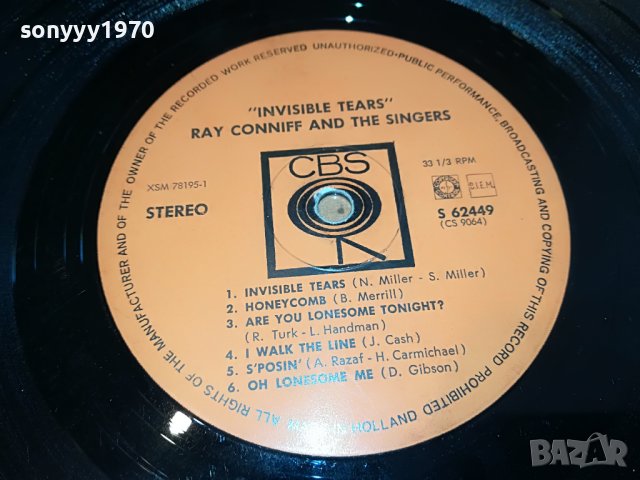 sonyyy1970
ALL RIGHTS OF THE MANUFACTURER AND OF THE OWNER OF THE RECORDED WORK RESERVED UNAUTHORIZED•PUBLIC PERFORMANCE, BROADCASTING AND COPYING OF THIS RECORD PROHIBITED
"INVISIBLE TEARS"
RAY CONNIFF AND THE SINGERS
CBS
XSM 78195-1
33 1/3 RPM
B.I.E.M.
STEREO
S 62449
(CS 9064)
1. INVISIBLE TEARS (N. Miller - S. Miller)
2. HONEYCOMB (B. Merrill)
3. ARE YOU LONESOME TONIGHT?
(R. Turk - L. Handman)
4. I WALK THE LINE (J. Cash)
5. S'POSIN' (A. Razaf - H. Carmichael)
6. OH LONESOME ME (D. Gibson)
HOLLAND
BAZAR